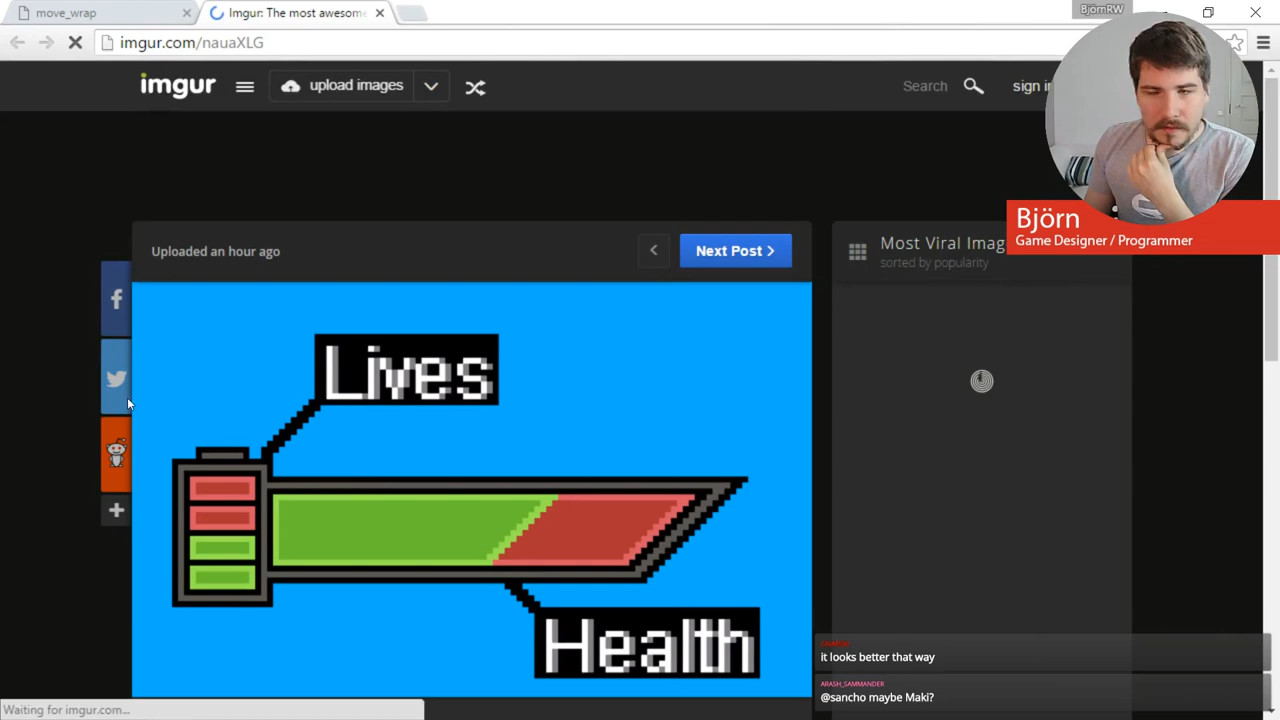 move_wrap
Imgur: The most awesome
BjörnRW
imgur.com/nauaXLG
imgur
upload images
Search
sign in
Björn
Game Designer / Programmer
Uploaded an hour ago
Next Post
Most Viral Imag
sorted by popularity
Lives
Health
it looks better that way
ARASH_SAMMANDER
@sancho maybe Maki?
Waiting for imgur.com...